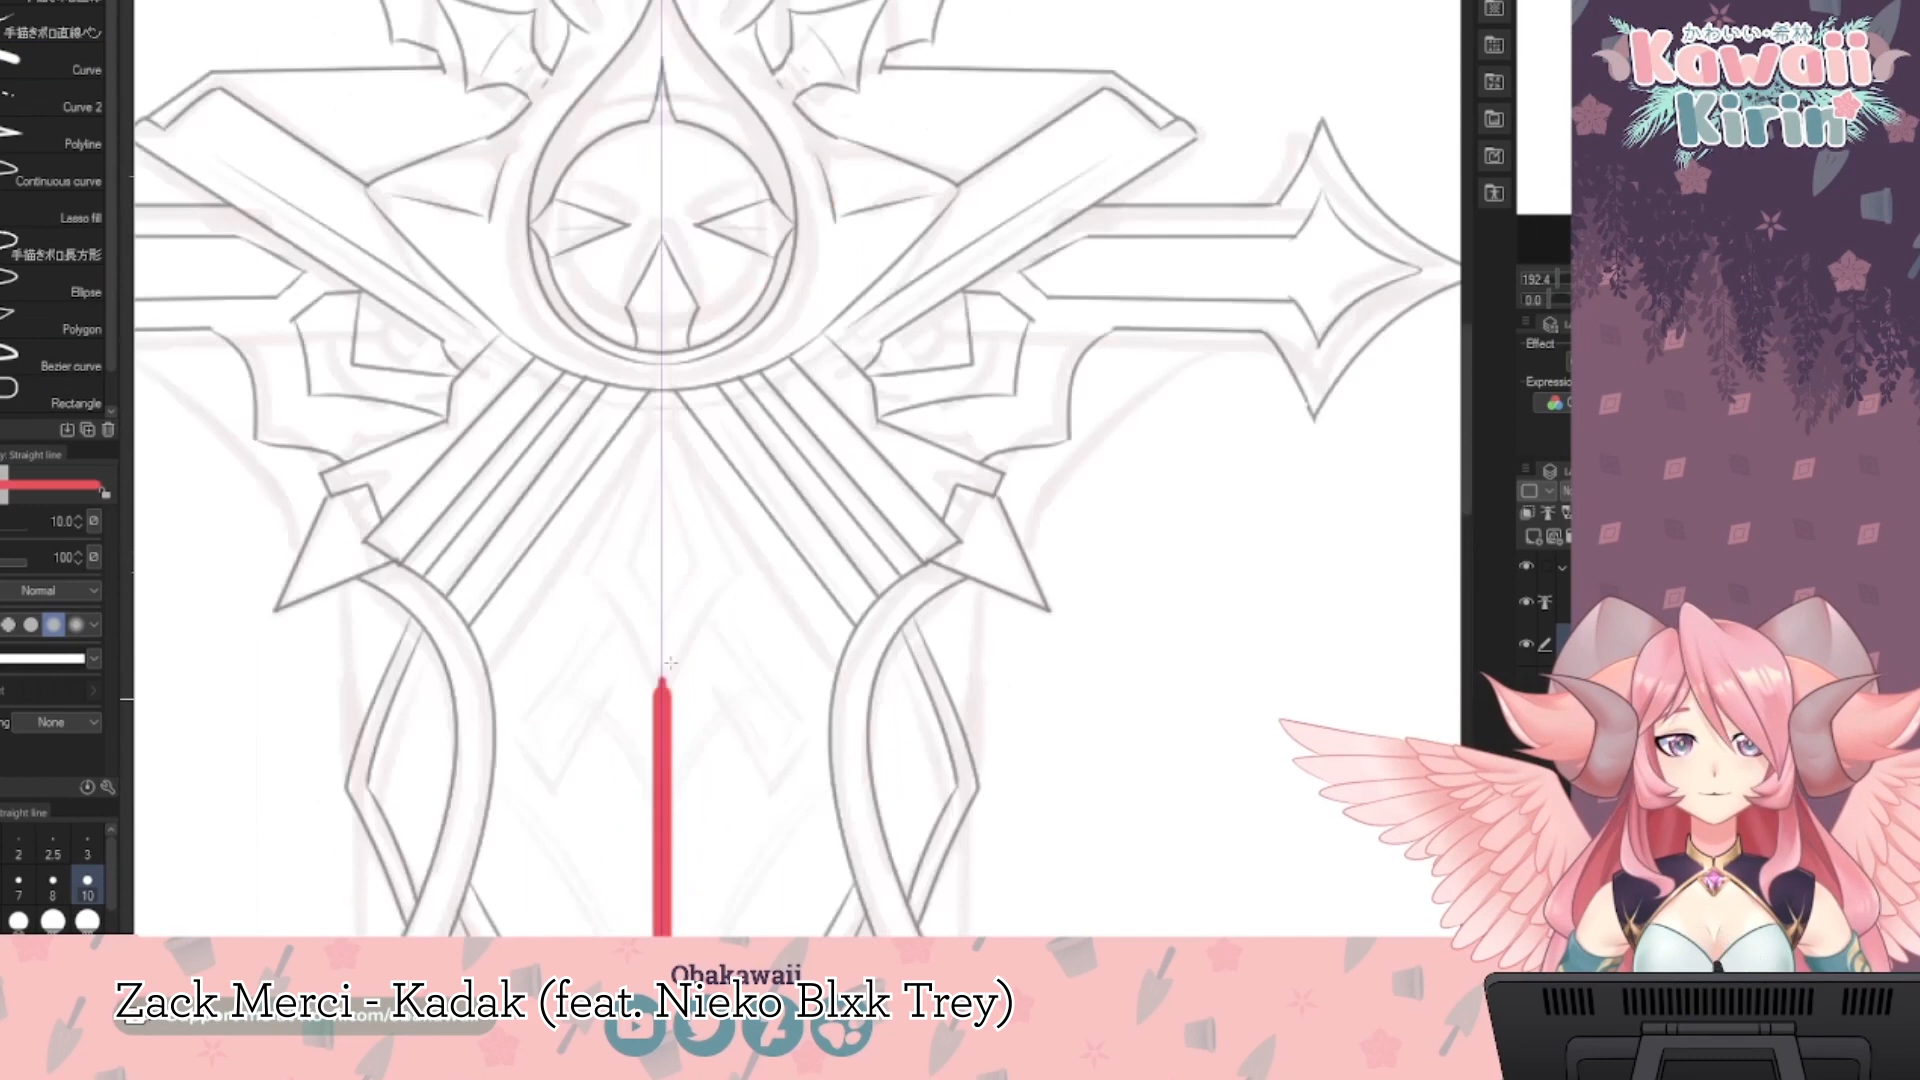 手描きボロ直線ペン
Curve
Curve 2
Polyline
Continuous curve
Lasso fill
手描きボロ長方形
Ellipse
Polygon
Bezier curve
Rectangle
y: Straight line
10.0
100
Normal
None
traight line
2 2.5 3
7 8 10
かわいい・希林
Kawaii
Kirin
192.4
0.0
Effect
Expressio
Obakawaii
Zack Merci - Kadak (feat. Nieko Blxk Trey)